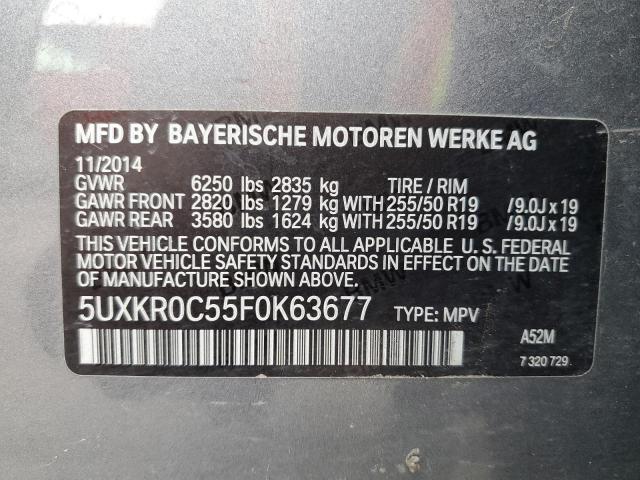 MFD BY BAYERISCHE MOTOREN WERKE AG
11/2014
GVWR 6250 lbs 2835 kg TIRE / RIM
GAWR FRONT 2820 lbs 1279 kg WITH 255/50 R19 /9.0J x 19
GAWR REAR 3580 lbs 1624 kg WITH 255/50 R19 /9.0J x 19
THIS VEHICLE CONFORMS TO ALL APPLICABLE U. S. FEDERAL
MOTOR VEHICLE SAFETY STANDARDS IN EFFECT ON THE DATE
OF MANUFACTURE SHOWN ABOVE.
5UXKR0C55F0K63677 TYPE: MPV
A52M
7 320 729